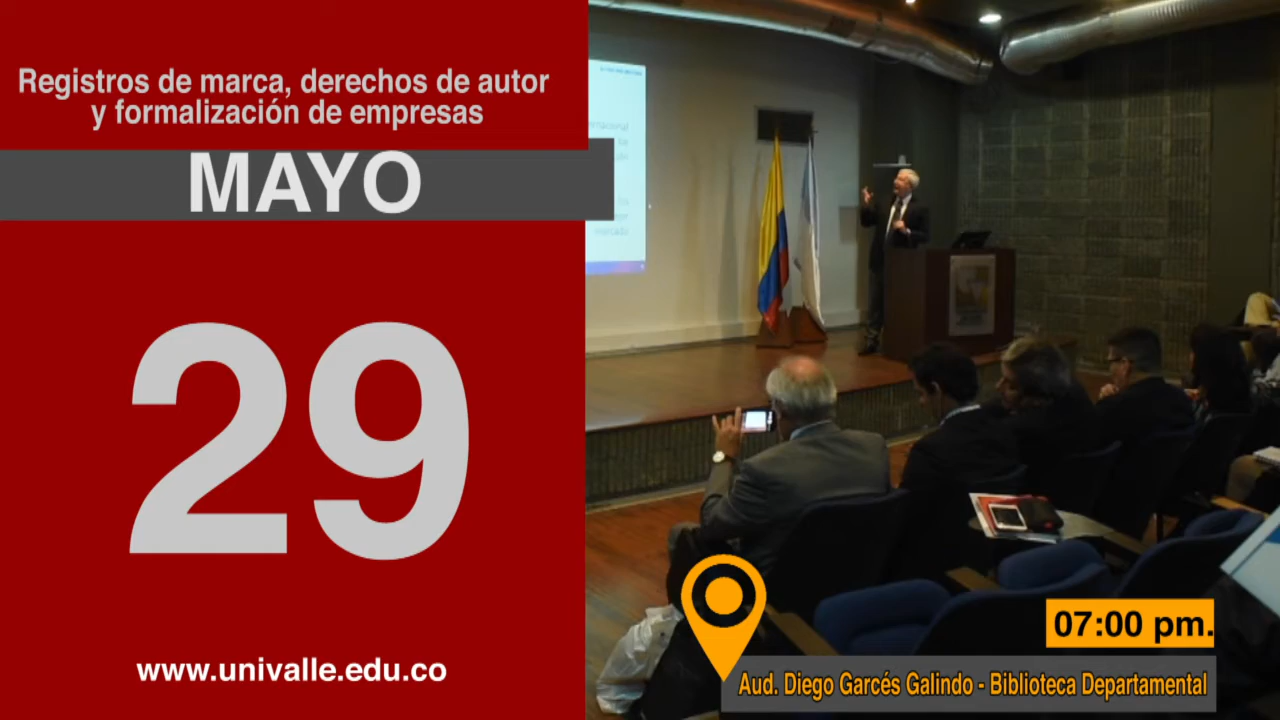 Registros de marca, derechos de autor
y formalización de empresas
MAYO
29
www.univalle.edu.co
07:00 pm.
Aud. Diego Garcés Galindo - Biblioteca Departamental